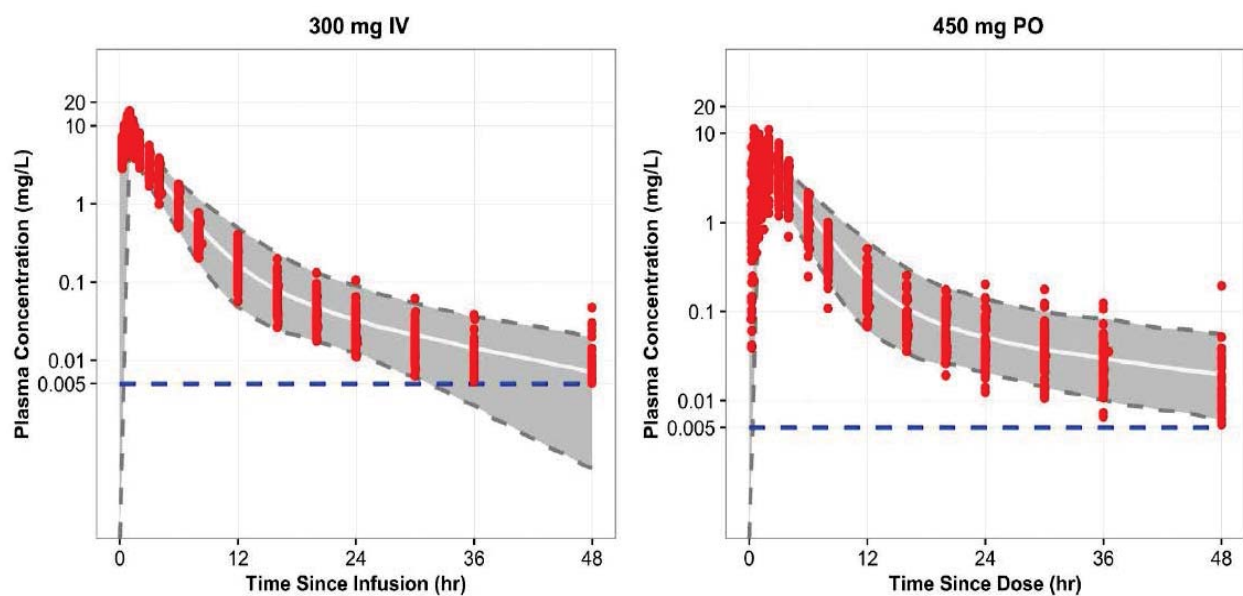 300 mg IV
Plasma Concentration (mg/L)
20
10
1
0.1
0.01
0.005
0 12 24 36 48
Time Since Infusion (hr)
450 mg PO
Plasma Concentration (mg/L)
20
10
1
0.1
0.01
0.005
0 12 24 36 48
Time Since Dose (hr)